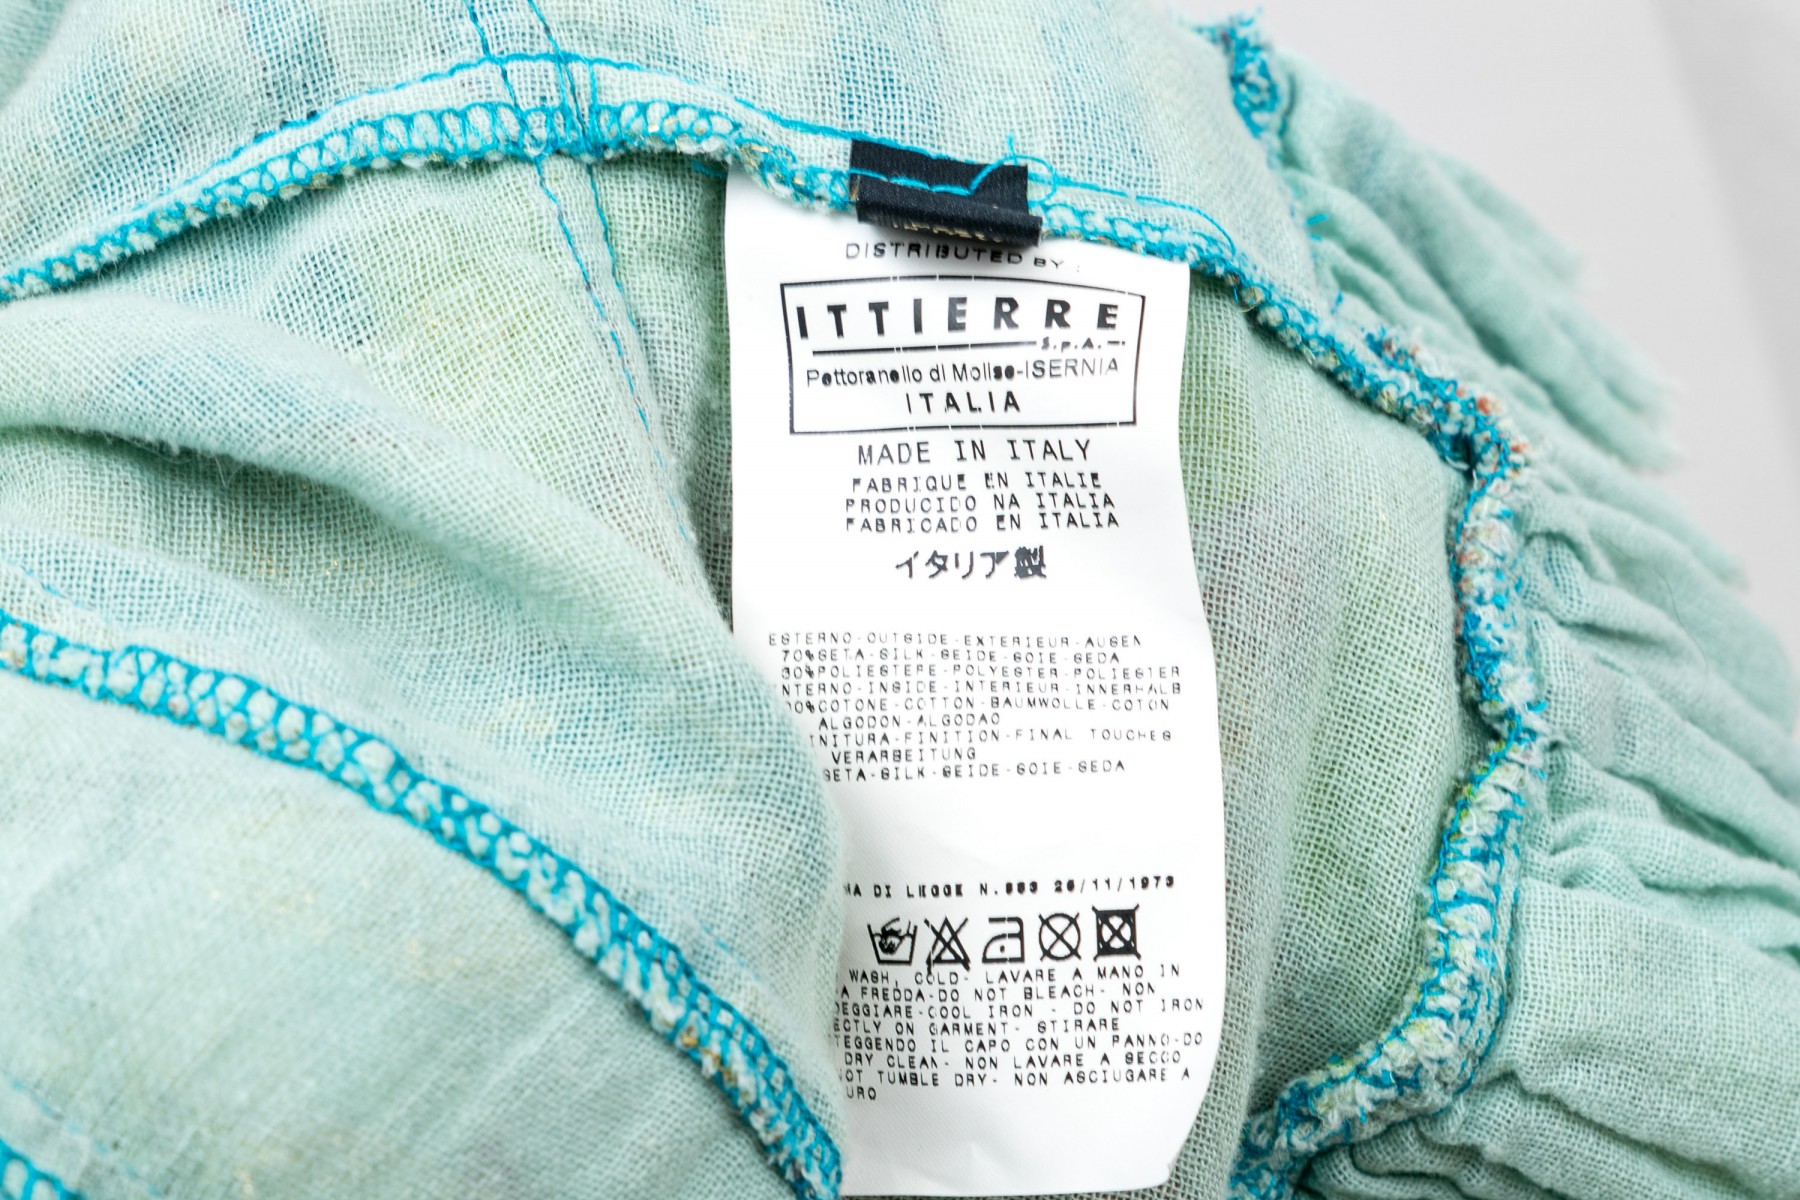 DISTRIBUTED BY :
ITTIERRE
S.p.A.
Pettoranello di Molise-ISERNIA
ITALIA
MADE IN ITALY
FABRIQUE EN ITALIE
PRODUCIDO NA ITALIA
FABRICADO EN ITALIA
イタリア製
ESTERNO-OUTSIDE-EXTERIEUR-AUSEN
70%SETA-SILK-SEIDE-SOIE-SEDA
30%POLIESTERE-POLYESTER-POLIESTER
INTERNO-INSIDE-INTERIEUR-INNERHALB
COTONE-COTTON-BAUMWOLLE-COTON
ALGODON-ALGODAO
-FINITION-FINAL TOUCHES
VERARBEITUNG
SETA-SILK-SEIDE-SOIE-SEDA
DI LEGGE N.883 26/11/1973
WASH, COLD- LAVARE A MANO IN
FREDDA-DO NOT BLEACH- NON
-COOL IRON - DO NOT IRON
ON GARMENT- STIRARE
IL CAPO CON UN PANNO-DO
DRY CLEAN- NON LAVARE A SECCO
TUMBLE DRY- NON ASCIUGARE A